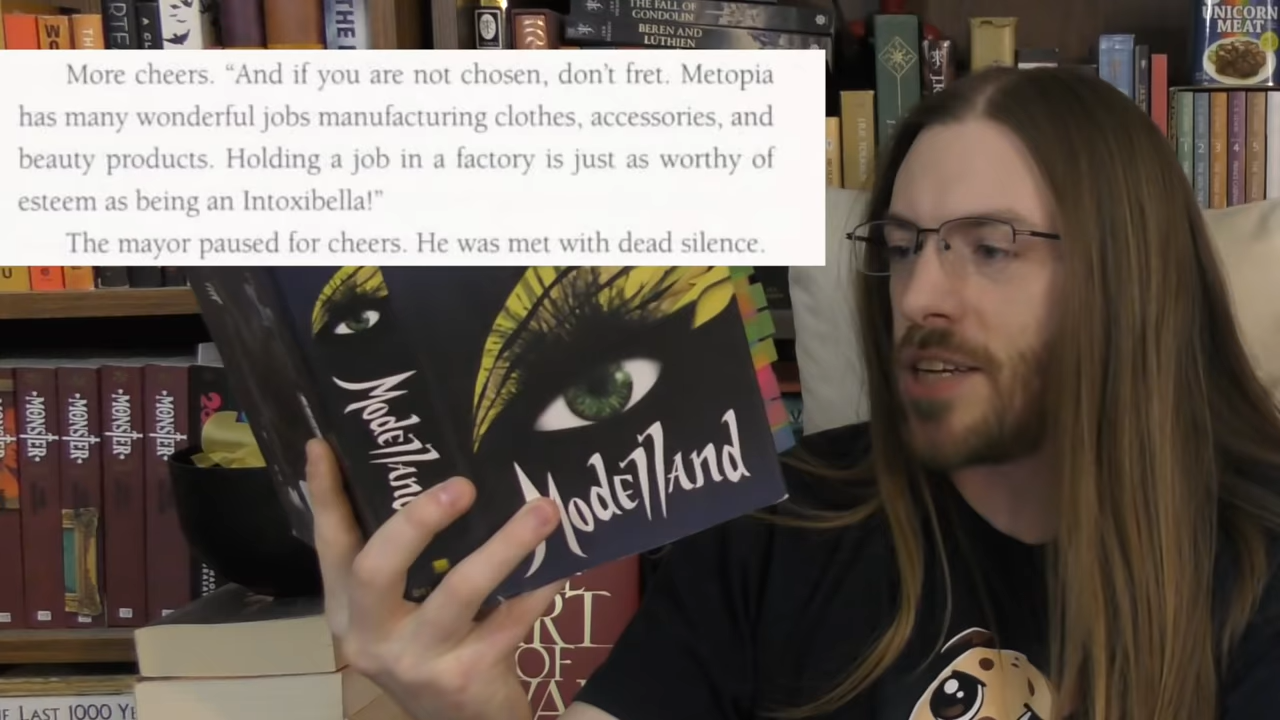 THE FALL OF
GONDOLIN
BEREN AND
LÚTHIEN
UNICORN
MEAT
More cheers. “And if you are not chosen, don’t fret. Metopia
has many wonderful jobs manufacturing clothes, accessories, and
beauty products. Holding a job in a factory is just as worthy of
esteem as being an Intoxibella!”
The mayor paused for cheers. He was met with dead silence.
Modelland
Modelland
MONSTER
MONSTER
MONSTER
MONSTER
ART
OF
LAST 1000